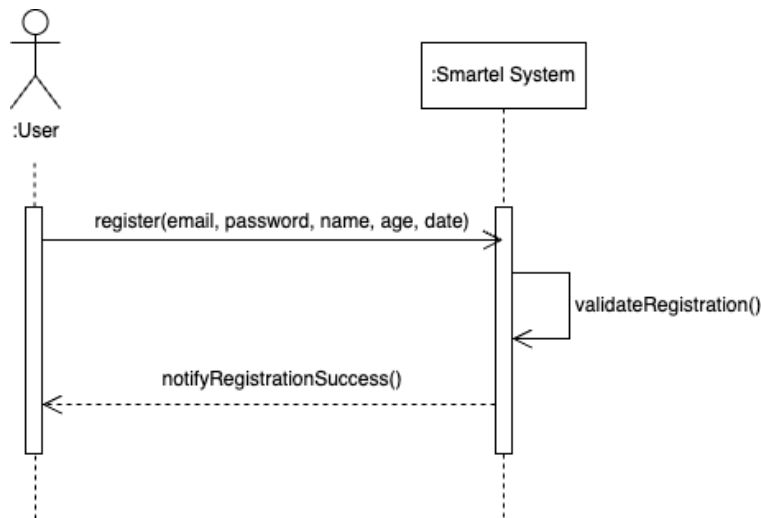 :User
:Smartel System
register(email, password, name, age, date)
validateRegistration()
notifyRegistrationSuccess()